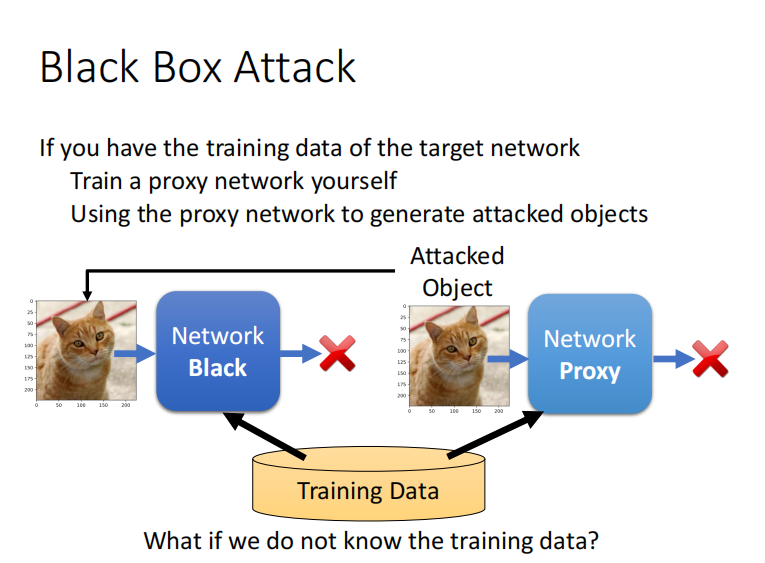 Black Box Attack
If you have the training data of the target network
Train a proxy network yourself
Using the proxy network to generate attacked objects
Attacked
Object
0
25
50
75
100
125
150
175
200
0 50 100 150 200
Network
Black
0
25
50
75
100
125
150
175
200
0 50 100 150 200
Network
Proxy
Training Data
What if we do not know the training data?